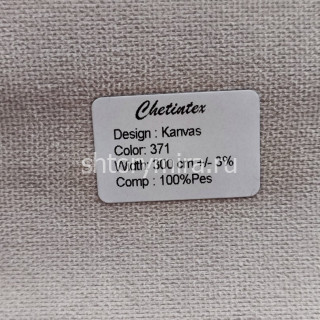 Chetintex
Design : Kanvas
Color: 371
Width: 300 cm +/- 3%
Comp : 100%Pes